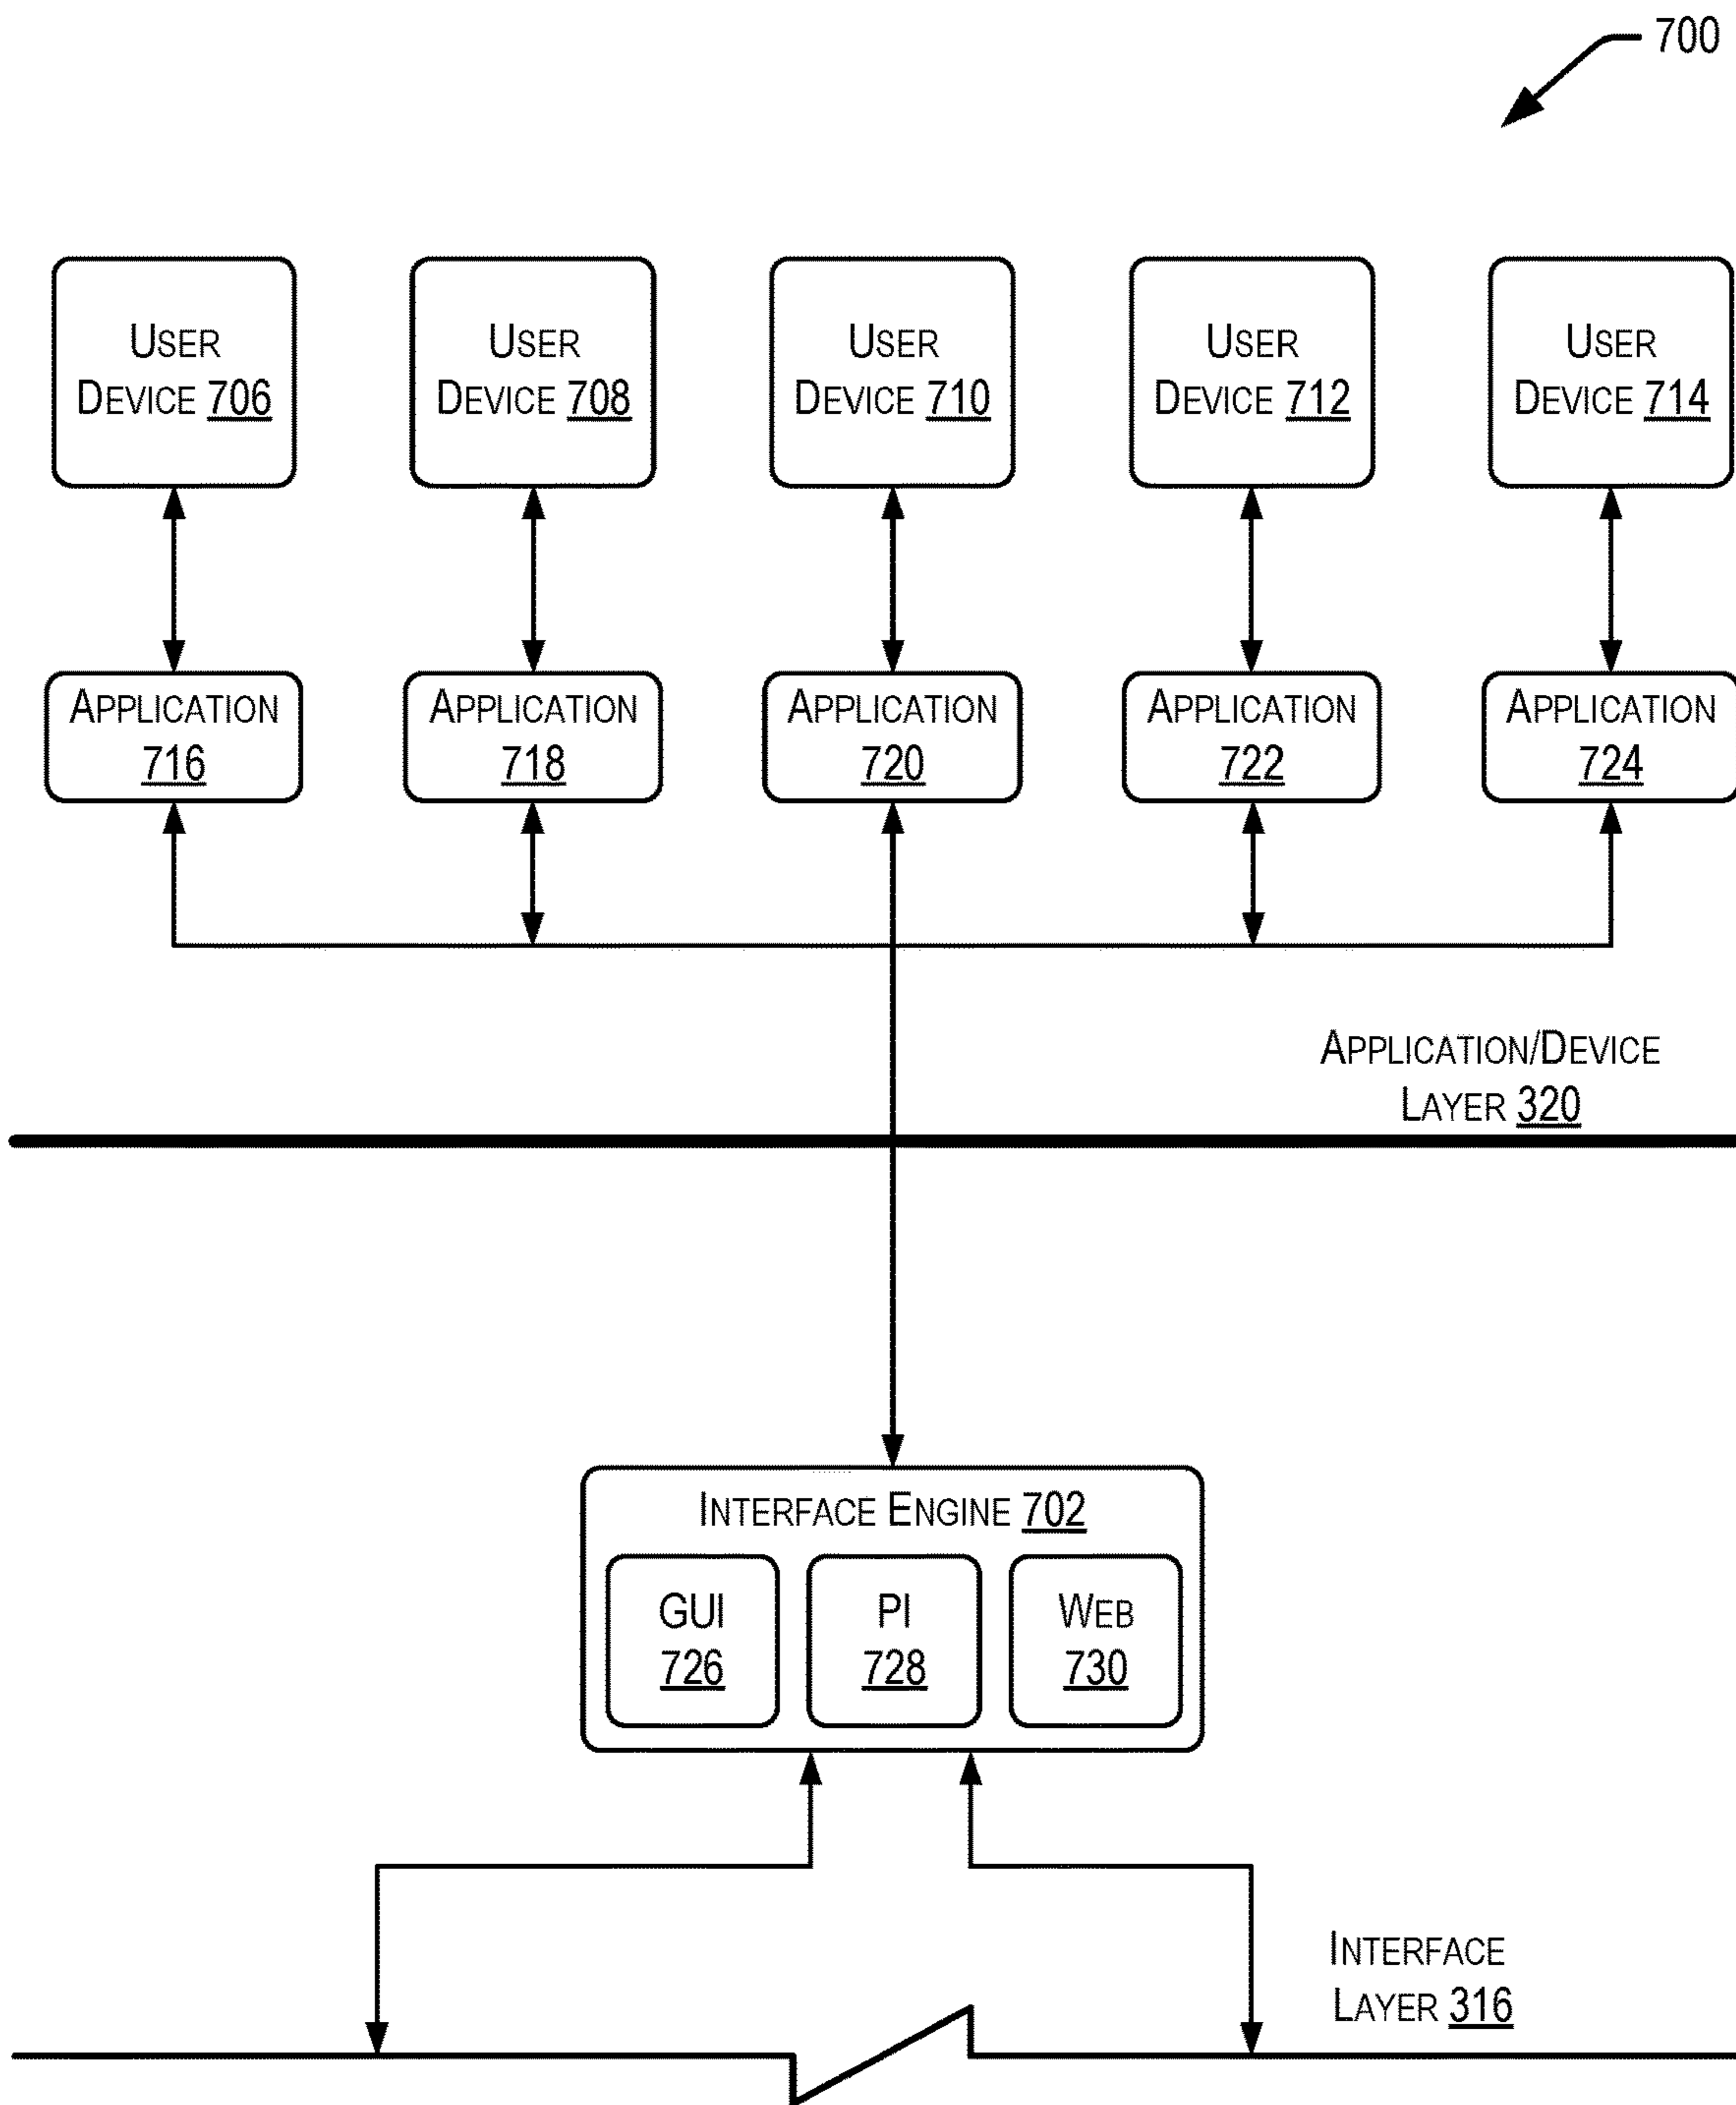 700
User
Device 706
User
Device 708
User
Device 710
User
Device 712
User
Device 714
Application
716
Application
718
Application
720
Application
722
Application
724
Application/Device
Layer 320
Interface Engine 702
GUI
726
PI
728
Web
730
Interface
Layer 316